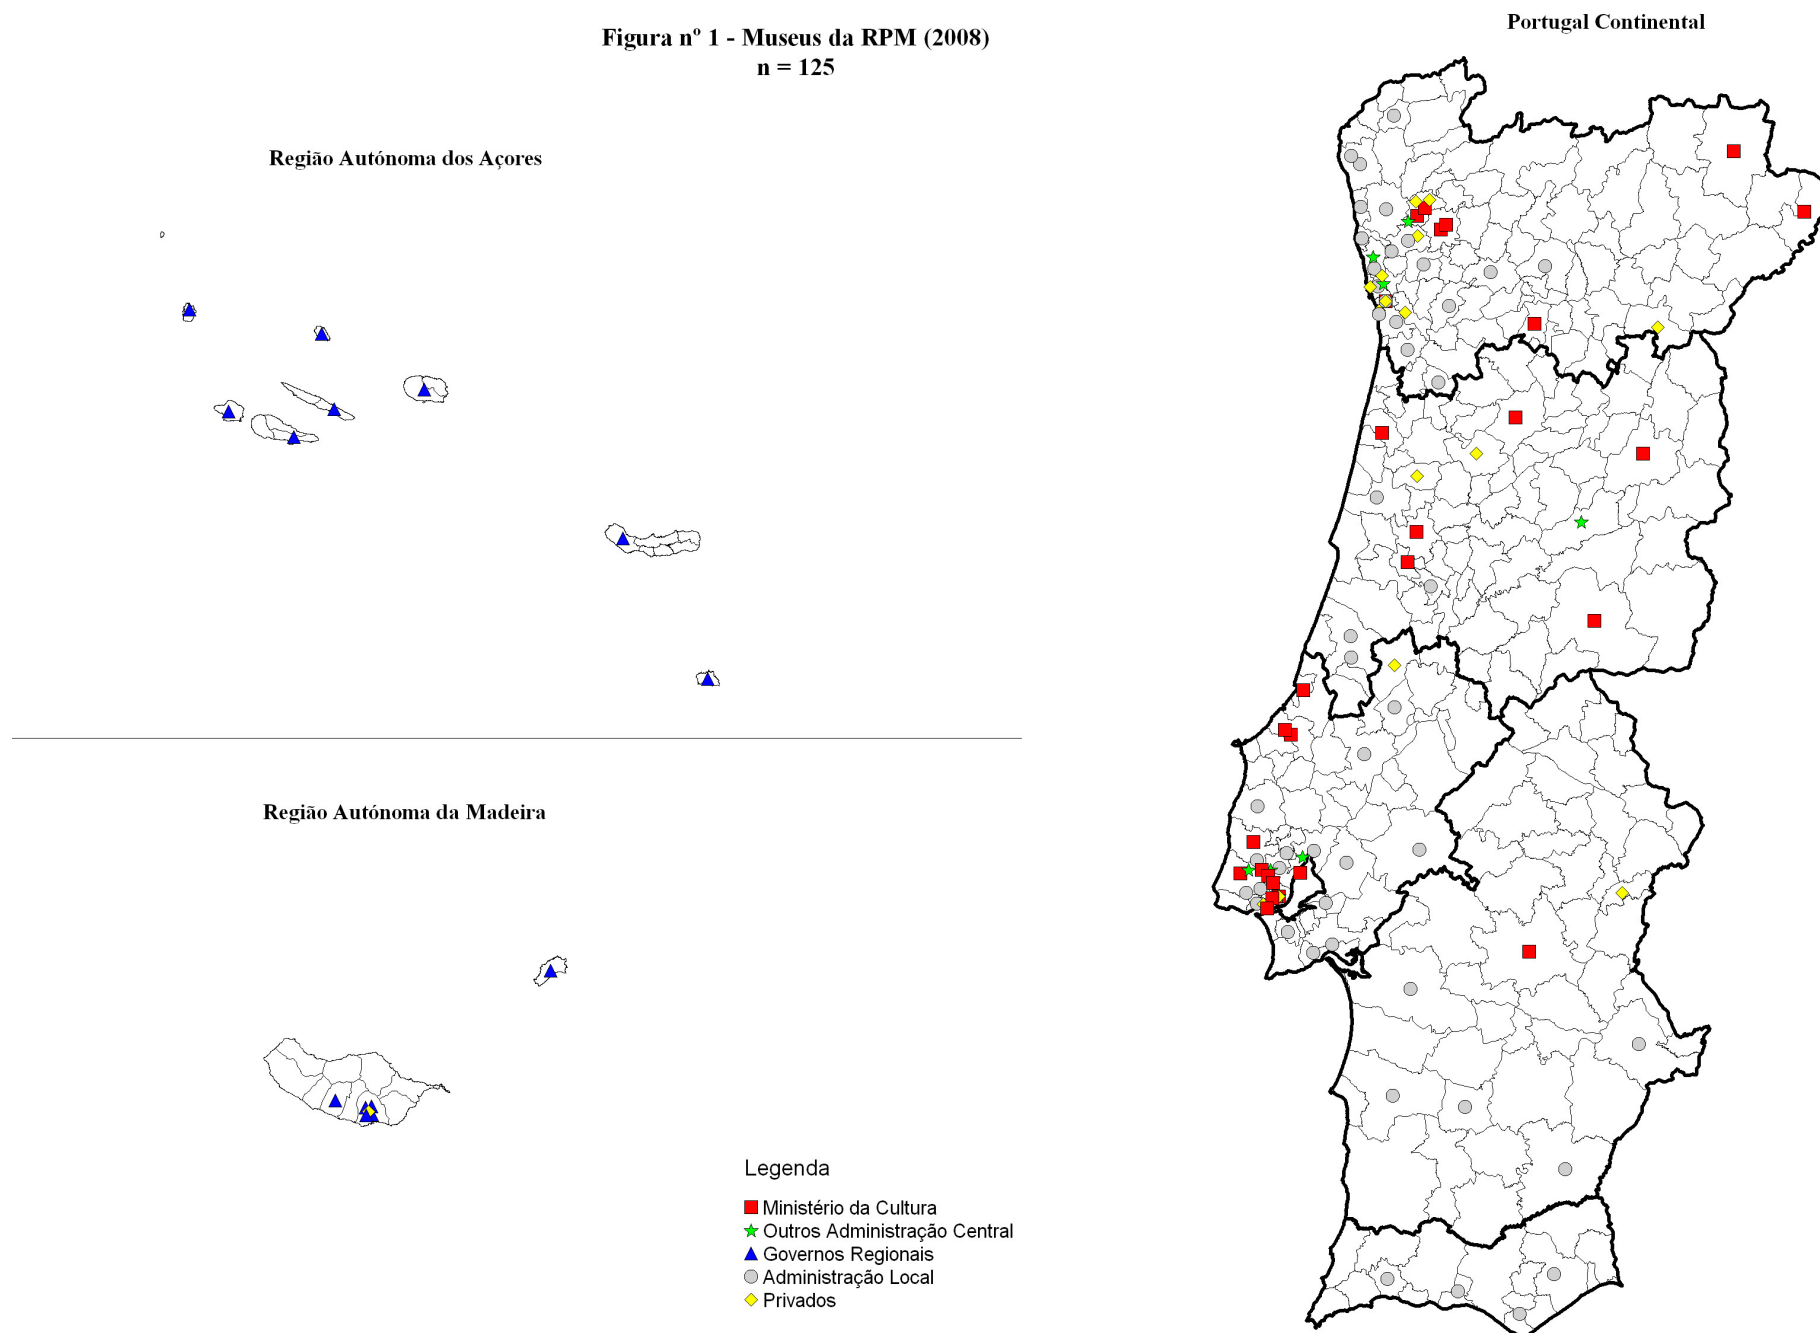 Figura nº 1 - Museus da RPM (2008)
n = 125
Portugal Continental
Região Autónoma dos Açores
Região Autónoma da Madeira
Legenda
Ministério da Cultura
Outros Administração Central
Governos Regionais
Administração Local
Privados